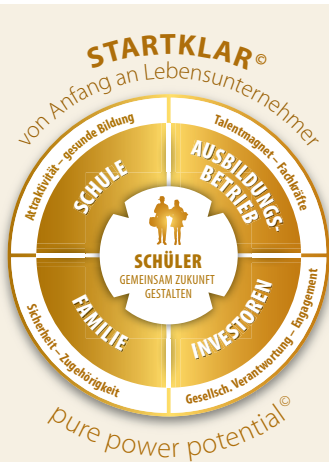 STARTKLAR©
von Anfang an Lebensunternehmer
Attraktivität – gesunde Bildung
Talentmagnet – Fachkräfte
SCHULE
AUSBILDUNGS-
BETRIEB
SCHÜLER
GEMEINSAM ZUKUNFT
GESTALTEN
FAMILIE
INVESTOREN
Sicherheit – Zugehörigkeit
Gesellsch. Verantwortung – Engagement
pure power potential©